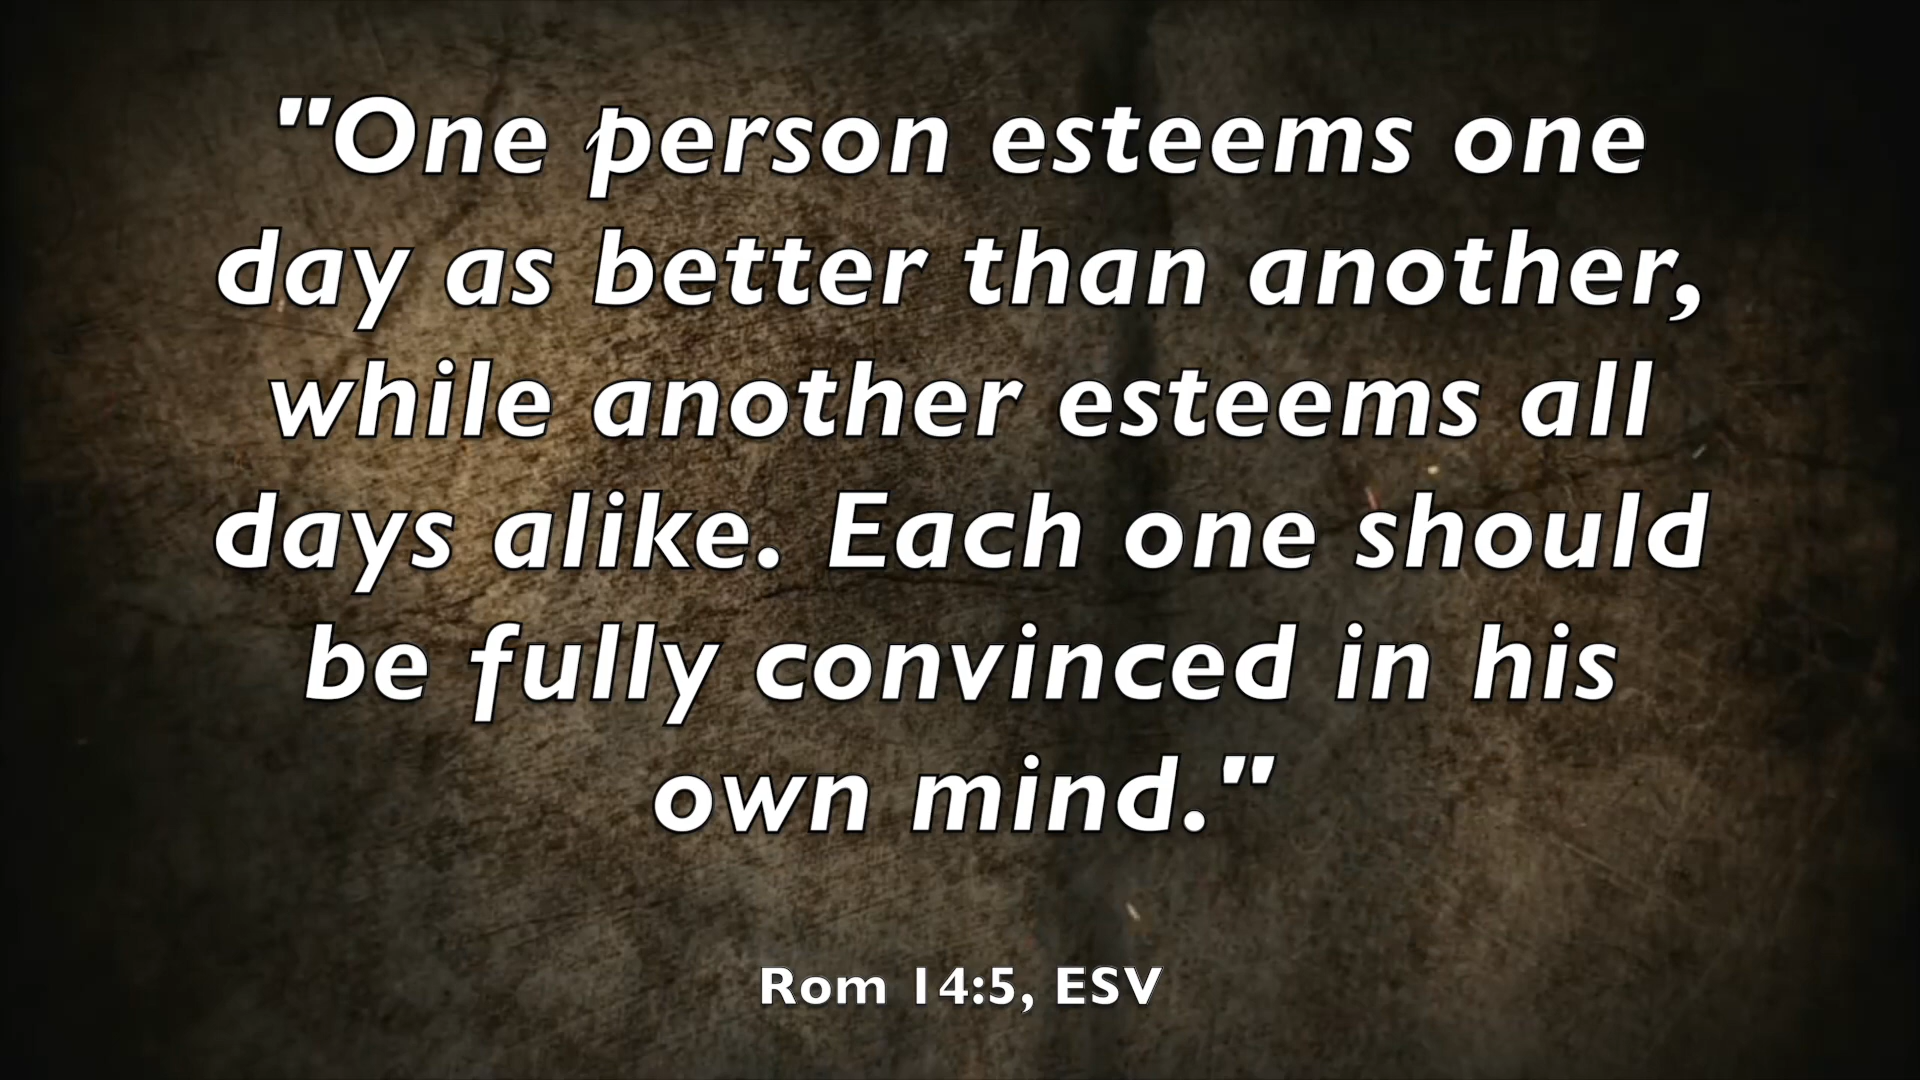 "One person esteems one
day as better than another,
while another esteems all
days alike. Each one should
be fully convinced in his
own mind."
Rom 14:5, ESV